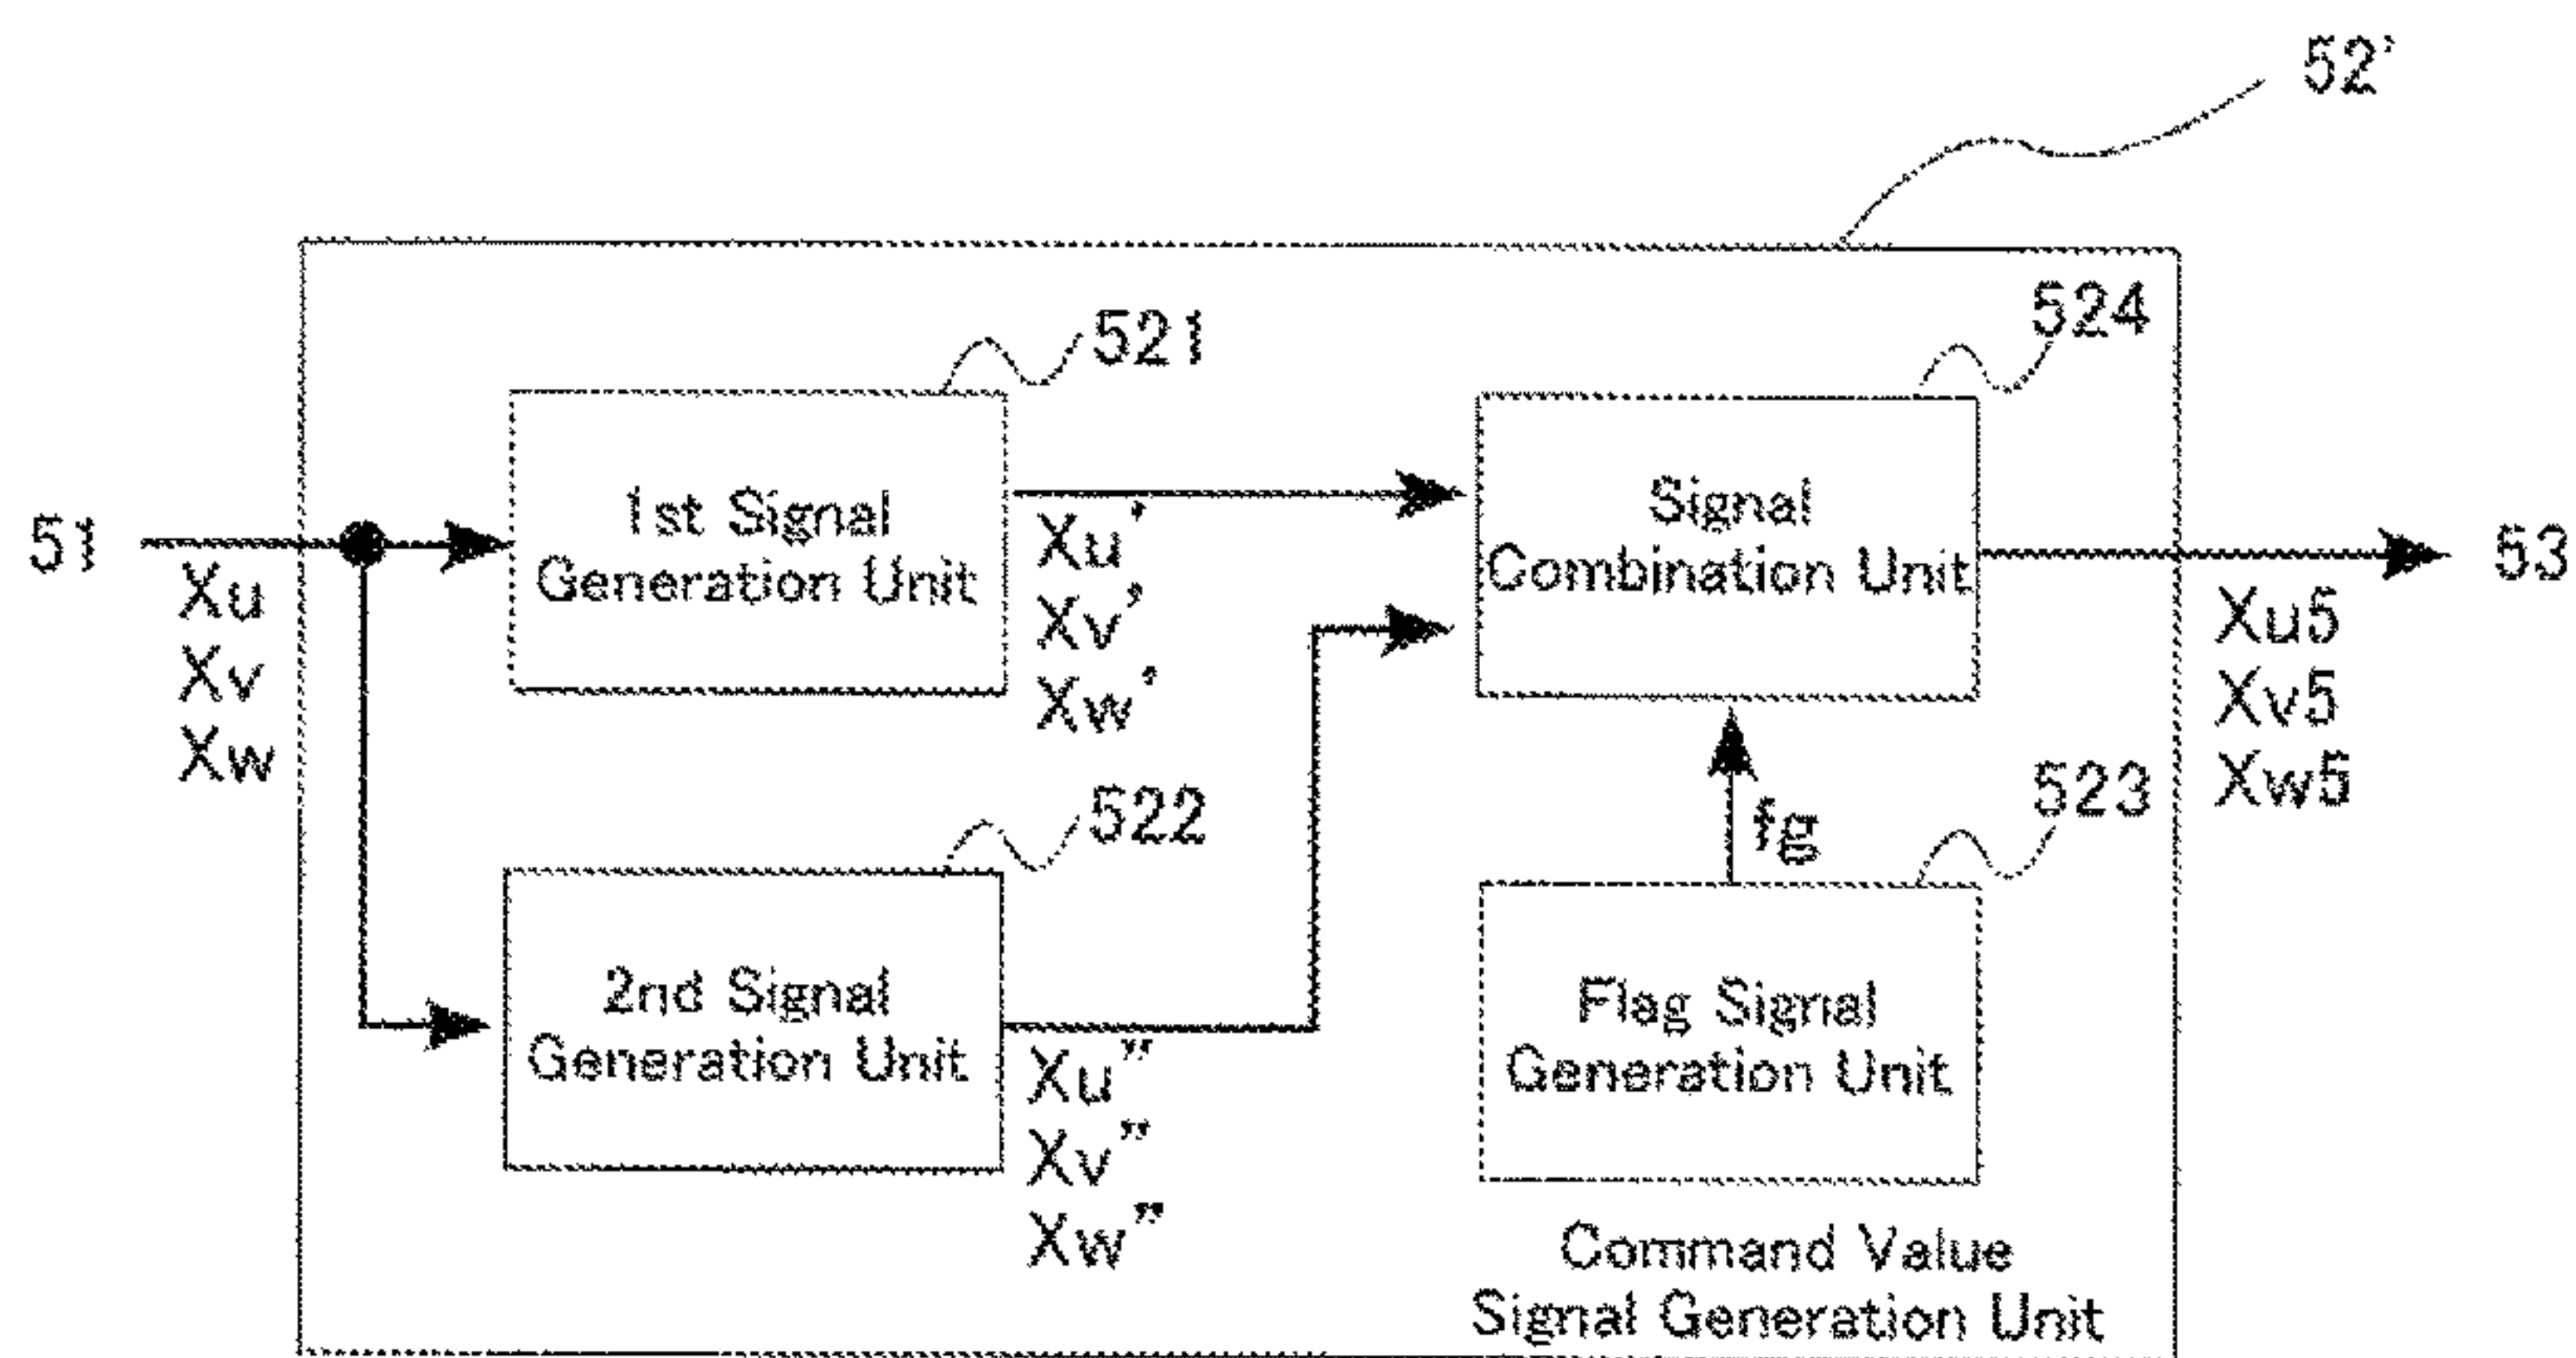 52'
521
524
51
1st Signal
Generation Unit
Signal
Combination Unit
53
Xu
Xv
Xw
Xu'
Xv'
Xw'
Xu5
Xv5
Xw5
522
523
fg
2nd Signal
Generation Unit
Flag Signal
Generation Unit
Xu"
Xv"
Xw"
Command Value
Signal Generation Unit